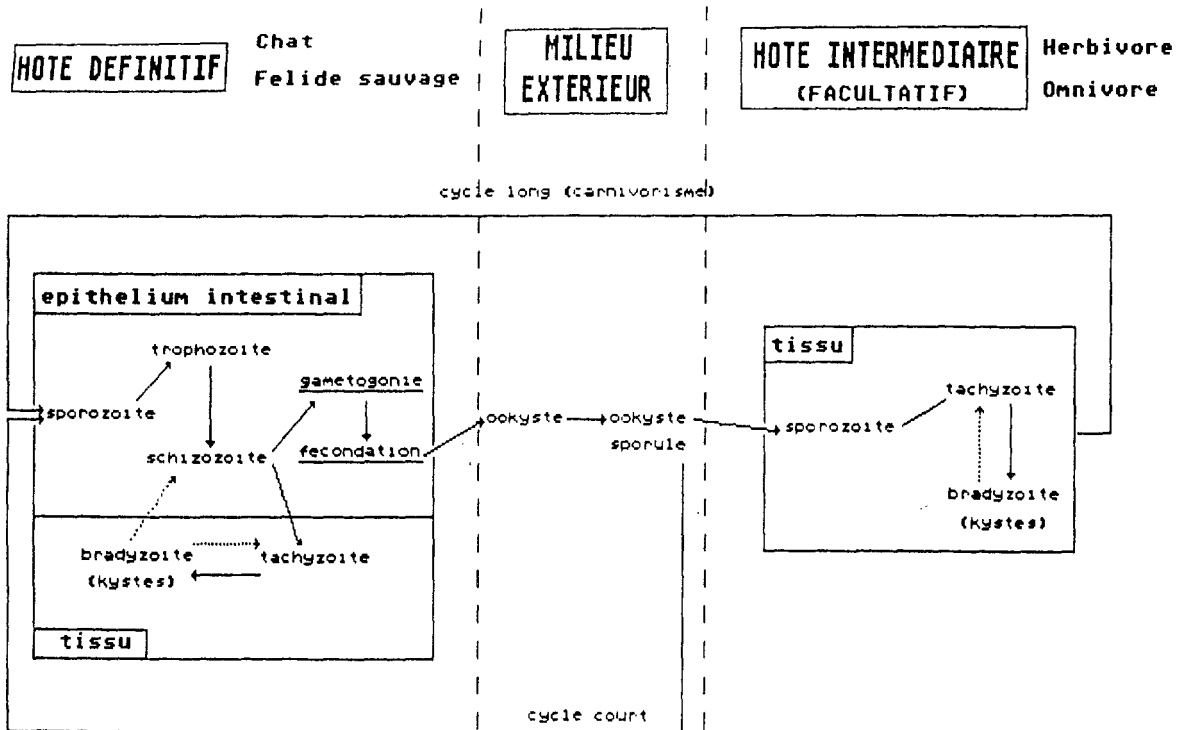 HOTE DEFINITIF
Chat
Felide sauvage
MILIEU
EXTERIEUR
HOTE INTERMEDIAIRE
(FACULTATIF)
Herbivore
Omnivore
cycle long (carnivorisme)
epithelium intestinal
trophozoite
gametogonie
sporozoite
schizozoite
fecondation
bradyzoite
(kystes)
tachyzoite
tissu
ookyste
ookyste
sporule
tissu
tachyzoite
sporozoite
bradyzoite
(kystes)
cycle court